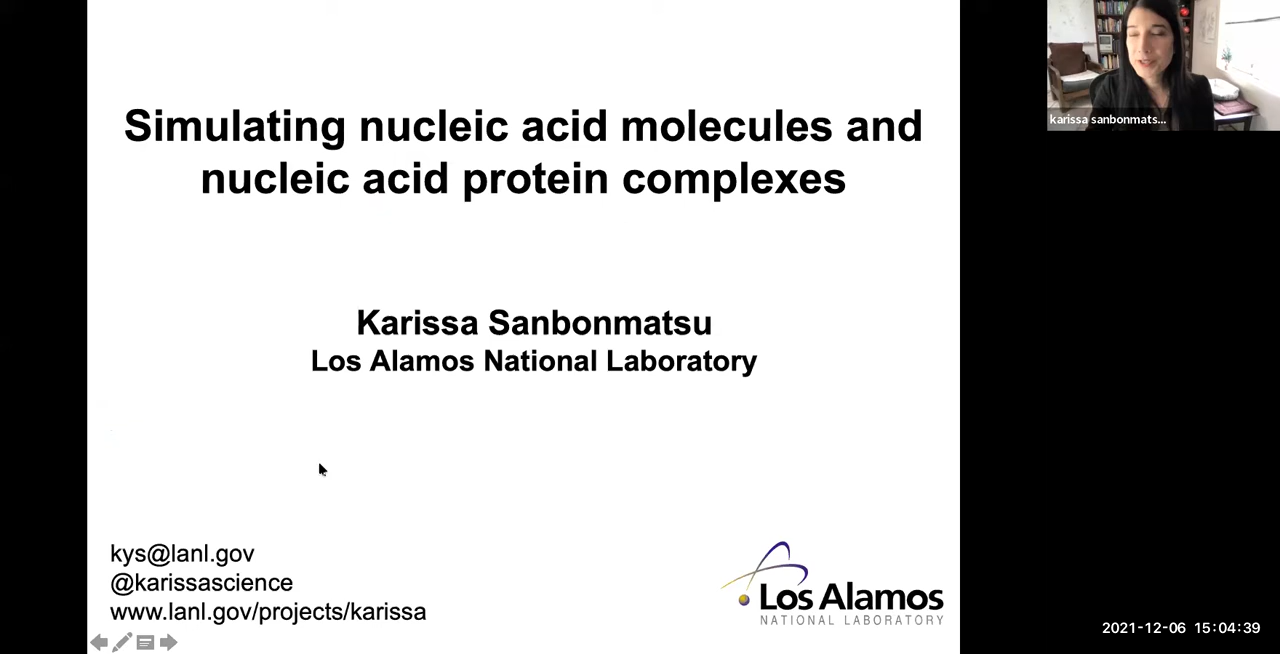 Simulating nucleic acid molecules and
nucleic acid protein complexes
karissa sanbonmats...
Karissa Sanbonmatsu
Los Alamos National Laboratory
kys@lanl.gov
@karissascience
www.lanl.gov/projects/karissa
Los Alamos
NATIONAL LABORATORY
2021-12-06 15:04:39